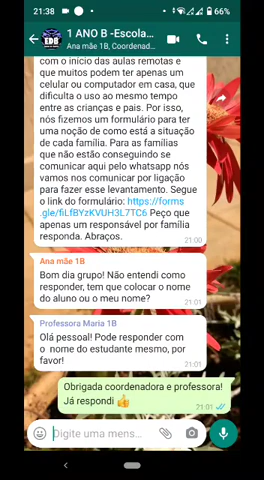 21:38
66%
1 ANO B -Escola...
Ana mãe 1B, Coordenad...
com o início das aulas remotas e
que muitos podem ter apenas um
celular ou computador em casa, que
dificulta o uso ao mesmo tempo
entre as crianças e pais. Por isso,
nós fizemos um formulário para ter
uma noção de como está a situação
de cada família. Para as famílias
que não estão conseguindo se
comunicar aqui pelo whatsapp nós
vamos nos comunicar por ligação
para fazer esse levantamento. Segue
o link do formulário: https://forms
.gle/fiLfBYzKVUH3L7TC6 Peço que
apenas um responsável por família
responda. Abraços.
21:00
Ana mãe 1B
Bom dia grupo! Não entendi como
responder, tem que colocar o nome
do aluno ou o meu nome?
21:01
Professora Maria 1B
Olá pessoal! Pode responder com
o nome do estudante mesmo, por
favor!
21:01
Obrigada coordenadora e professora!
Já respondi 👍
21:01
Digite uma mens...